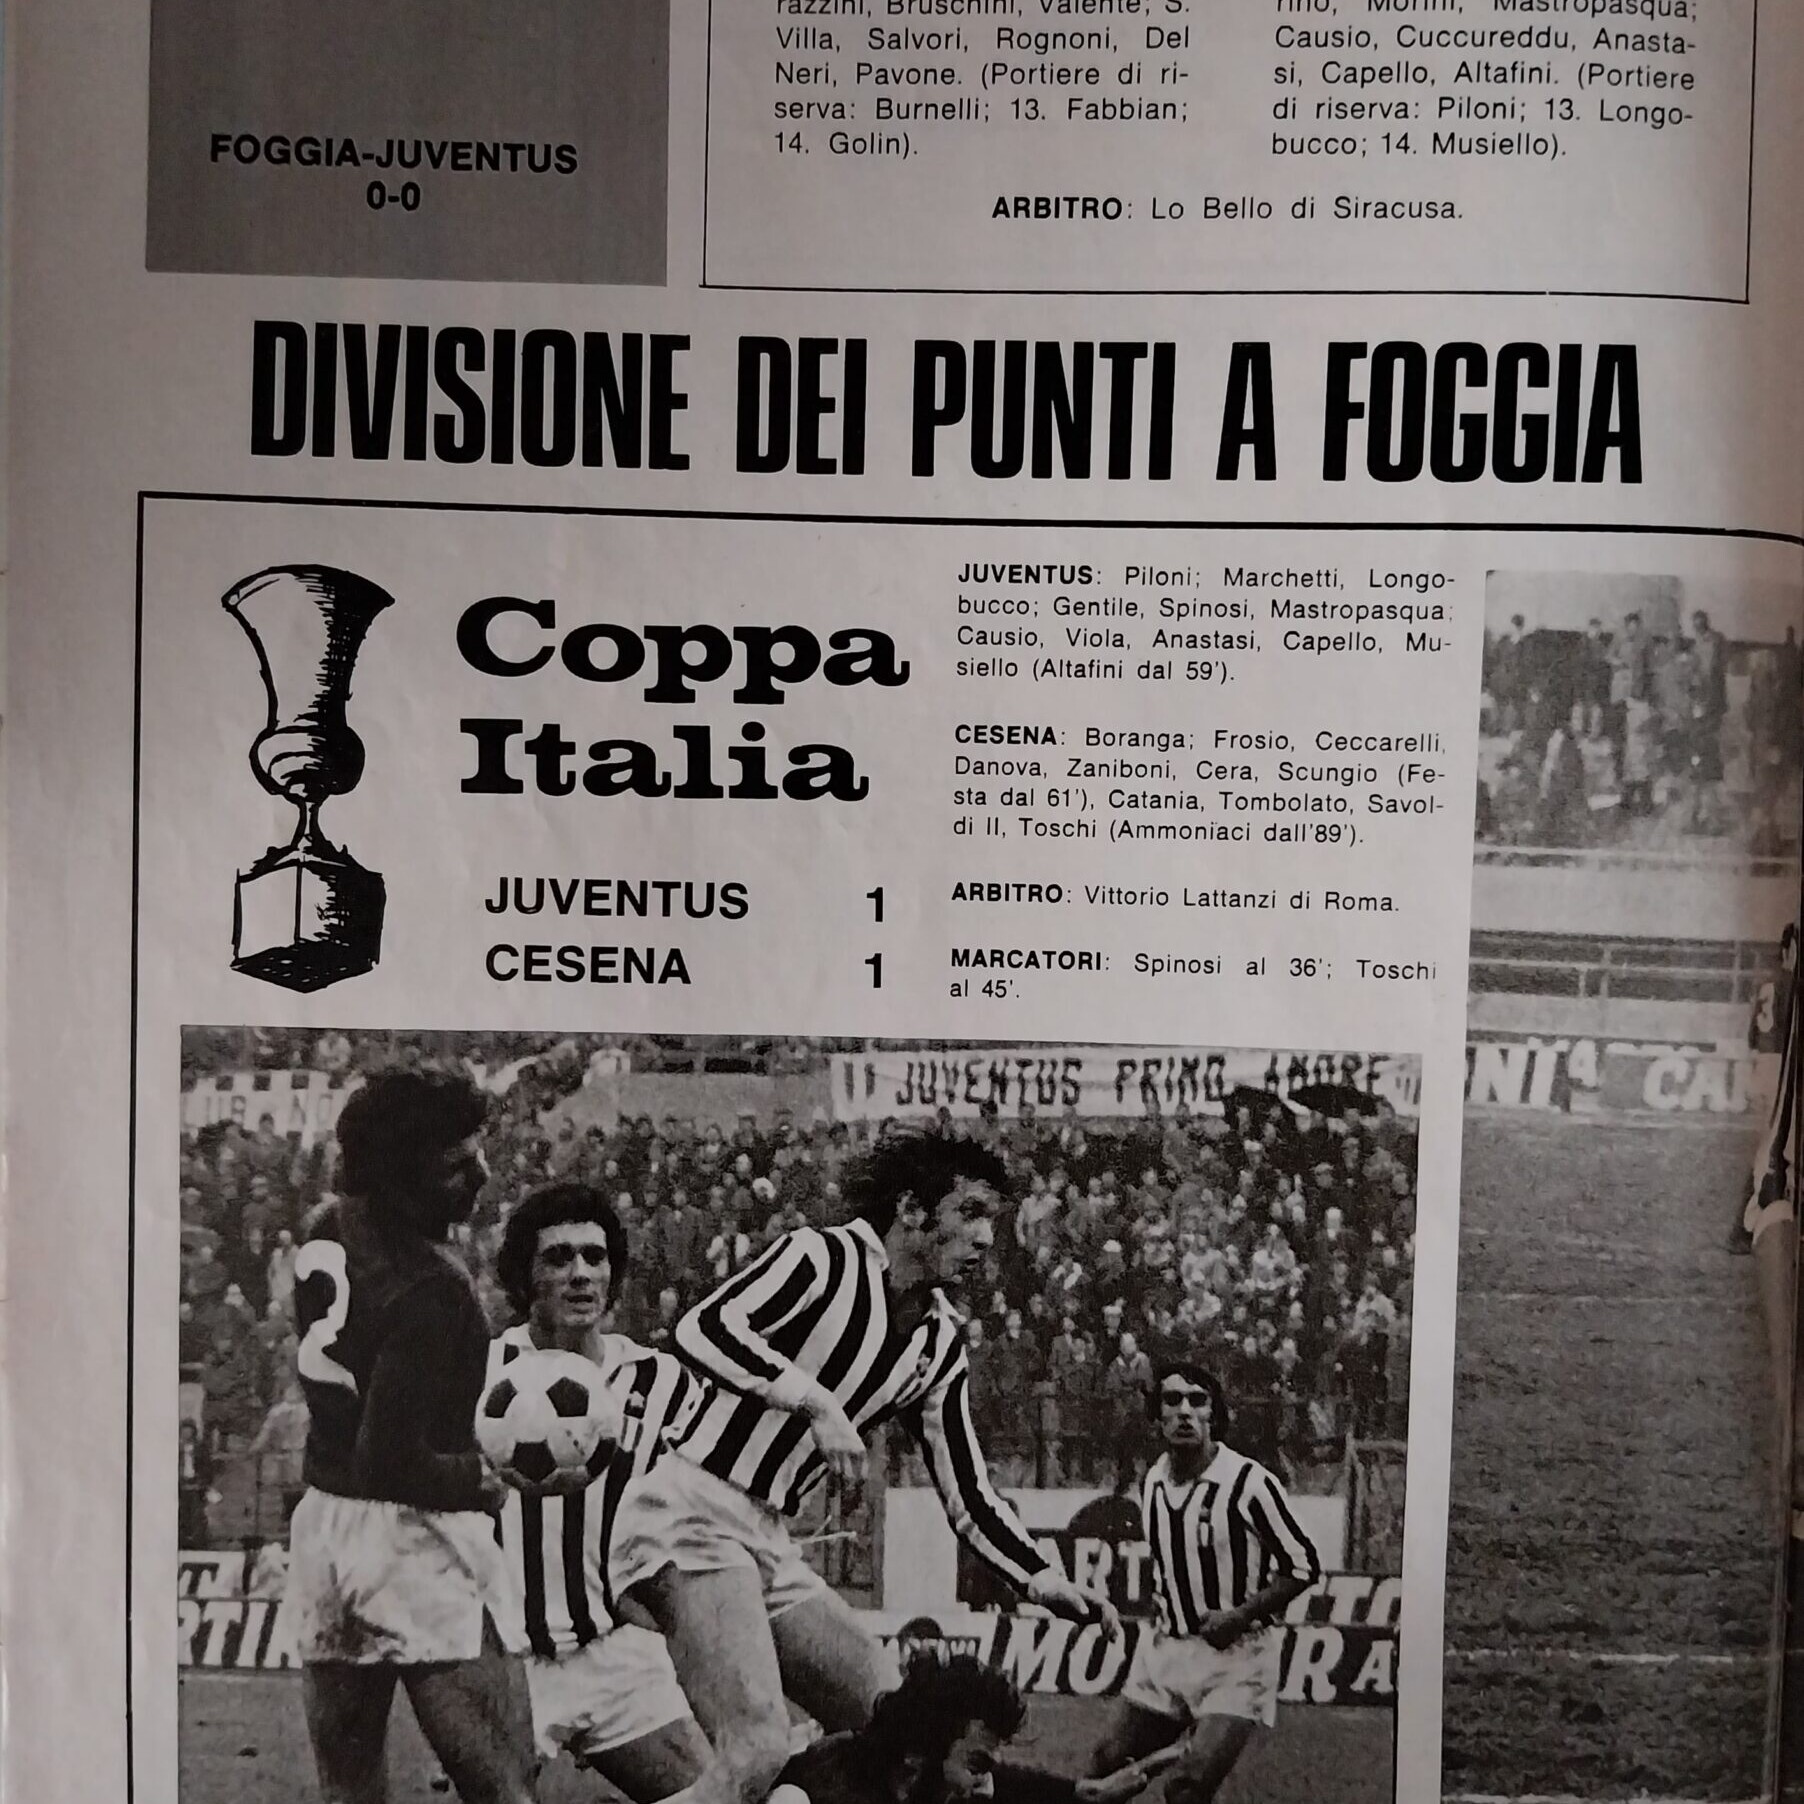 FOGGIA-JUVENTUS
0-0
razzini, Bruschini, Valente; S.
Villa, Salvori, Rognoni, Del
Neri, Pavone. (Portiere di ri-
serva: Burnelli; 13. Fabbian;
14. Golin).
rino, Morini, Mastropasqua;
Causio, Cuccureddu, Anasta-
si, Capello, Altafini. (Portiere
di riserva: Piloni; 13. Longo-
bucco; 14. Musiello).
ARBITRO: Lo Bello di Siracusa.
DIVISIONE DEI PUNTI A FOGGIA
Coppa
Italia
JUVENTUS 1
CESENA 1
JUVENTUS: Piloni; Marchetti, Longo-
bucco; Gentile, Spinosi, Mastropasqua;
Causio, Viola, Anastasi, Capello, Mu-
siello (Altafini dal 59').
CESENA: Boranga; Frosio, Ceccarelli,
Danova, Zaniboni, Cera, Scungio (Fe-
sta dal 61'), Catania, Tombolato, Savol-
di II, Toschi (Ammoniaci dall'89').
ARBITRO: Vittorio Lattanzi di Roma.
MARCATORI: Spinosi al 36'; Toschi
al 45'.
JUVENTUS PRIMO AMORE
2
3